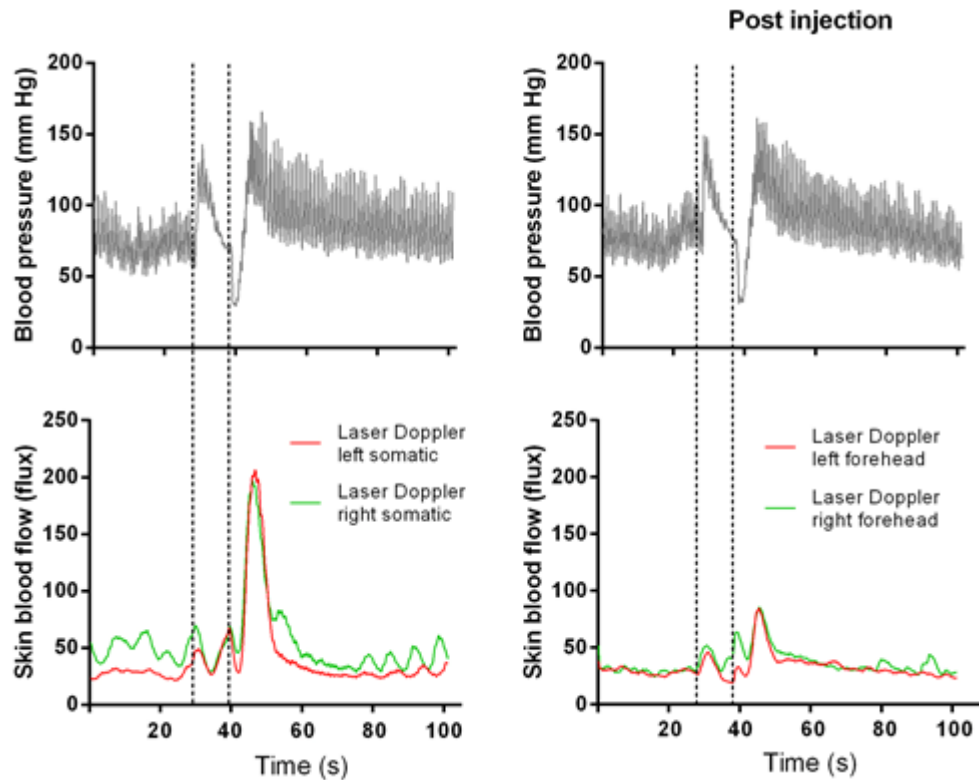 Post injection
200
150
100
50
0
Blood pressure (mm Hg)
200
150
100
50
0
Blood pressure (mm Hg)
250
200
150
100
50
0
Skin blood flow (flux)
Laser Doppler
left somatic
Laser Doppler
right somatic
20 40 60 80 100
Time (s)
250
200
150
100
50
0
Skin blood flow (flux)
Laser Doppler
left forehead
Laser Doppler
right forehead
20 40 60 80 100
Time (s)